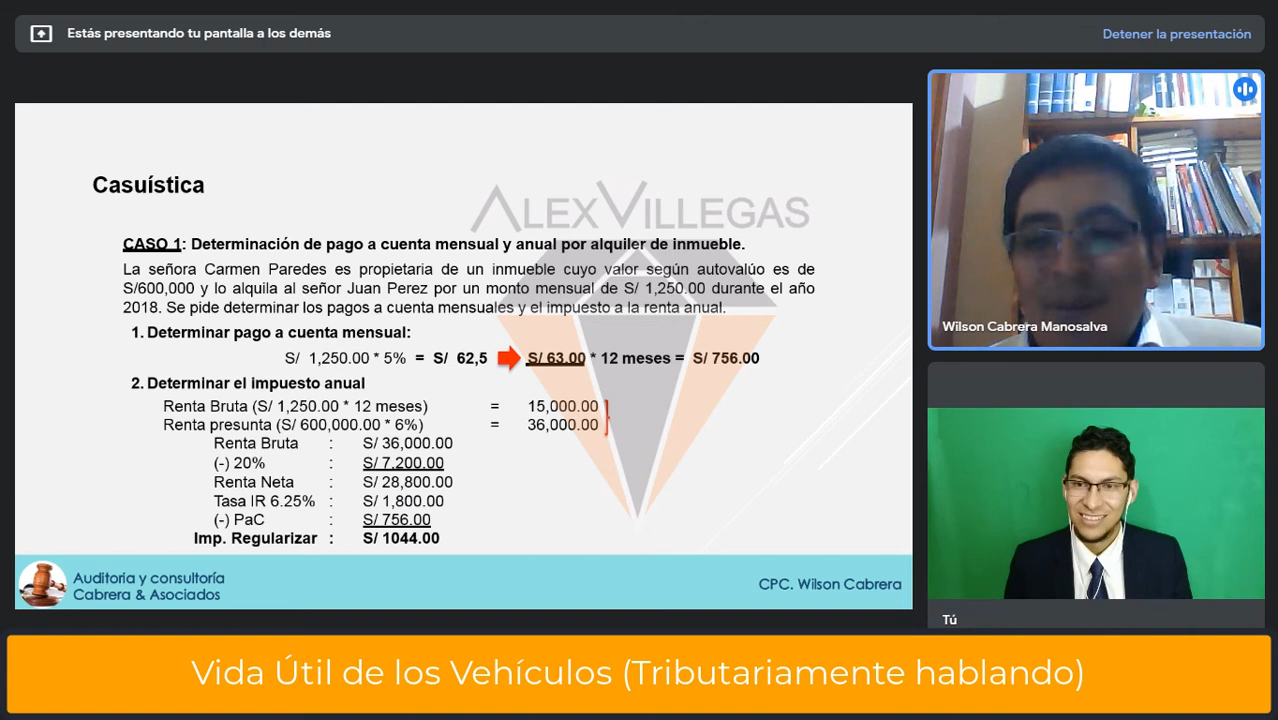 Estás presentando tu pantalla a los demás
Detener la presentación
Casuística
ALEXVILLEGAS
CASO 1: Determinación de pago a cuenta mensual y anual por alquiler de inmueble.
La señora Carmen Paredes es propietaria de un inmueble cuyo valor según autovalúo es de
S/600,000 y lo alquila al señor Juan Perez por un monto mensual de S/ 1,250.00 durante el año
2018. Se pide determinar los pagos a cuenta mensuales y el impuesto a la renta anual.
1. Determinar pago a cuenta mensual:
S/ 1,250.00 * 5% = S/ 62,5 S/ 63.00 * 12 meses = S/ 756.00
2. Determinar el impuesto anual
Renta Bruta (S/ 1,250.00 * 12 meses) = 15,000.00
Renta presunta (S/ 600,000.00 * 6%) = 36,000.00
Renta Bruta : S/ 36,000.00
(-) 20% : S/ 7,200.00
Renta Neta : S/ 28,800.00
Tasa IR 6.25% : S/ 1,800.00
(-) PaC : S/ 756.00
Imp. Regularizar : S/ 1044.00
Auditoria y consultoría
Cabrera & Asociados
CPC. Wilson Cabrera
Wilson Cabrera Manosalva
Tú
Vida Útil de los Vehículos (Tributariamente hablando)